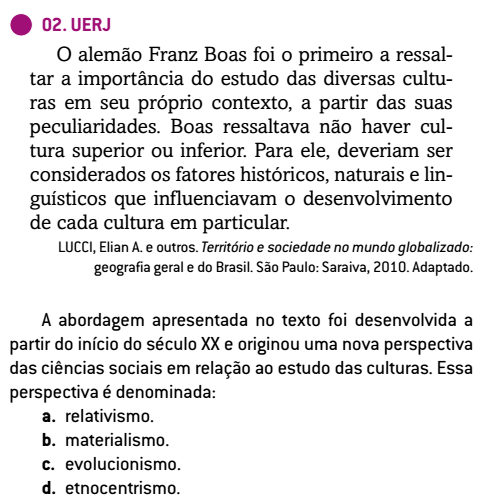 02. UERJ
O alemão Franz Boas foi o primeiro a ressal-
tar a importância do estudo das diversas cultu-
ras em seu próprio contexto, a partir das suas
peculiaridades. Boas ressaltava não haver cul-
tura superior ou inferior. Para ele, deveriam ser
considerados os fatores históricos, naturais e lin-
guísticos que influenciavam o desenvolvimento
de cada cultura em particular.
LUCCI, Elian A. e outros. Território e sociedade no mundo globalizado:
geografia geral e do Brasil. São Paulo: Saraiva, 2010. Adaptado.
A abordagem apresentada no texto foi desenvolvida a
partir do início do século XX e originou uma nova perspectiva
das ciências sociais em relação ao estudo das culturas. Essa
perspectiva é denominada:
a. relativismo.
b. materialismo.
c. evolucionismo.
d. etnocentrismo.